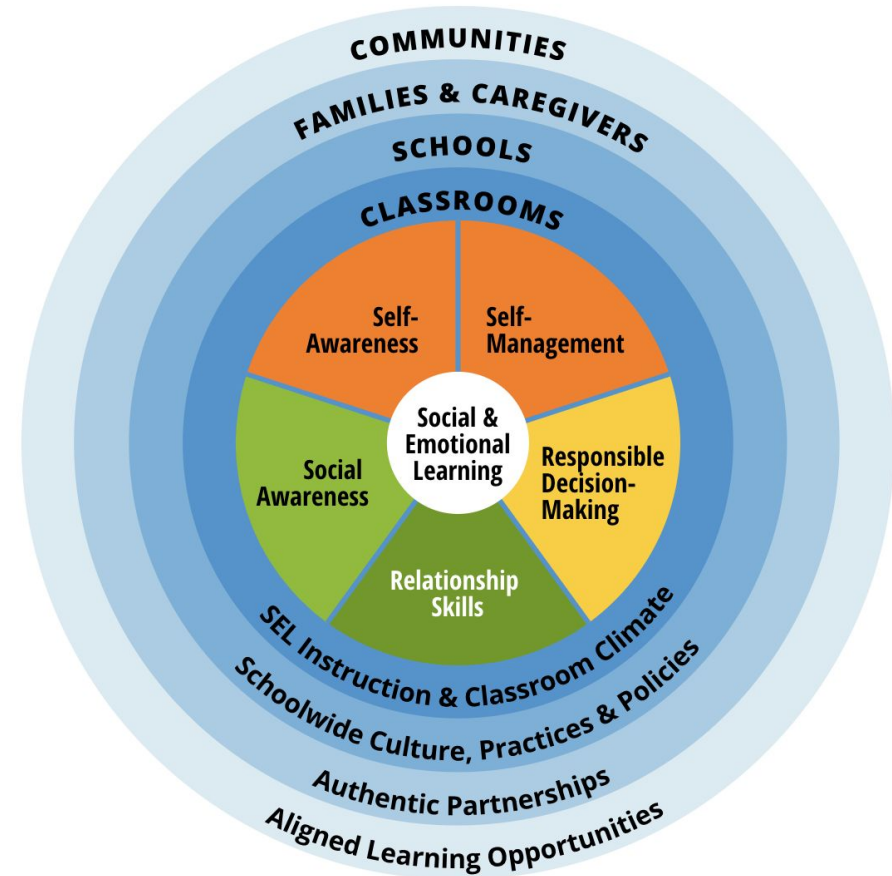 COMMUNITIES
FAMILIES & CAREGIVERS
SCHOOLS
CLASSROOMS
Self-
Awareness
Self-
Management
Social &
Emotional
Learning
Social
Awareness
Responsible
Decision-
Making
Relationship
Skills
SEL Instruction & Classroom Climate
Schoolwide Culture, Practices & Policies
Authentic Partnerships
Aligned Learning Opportunities